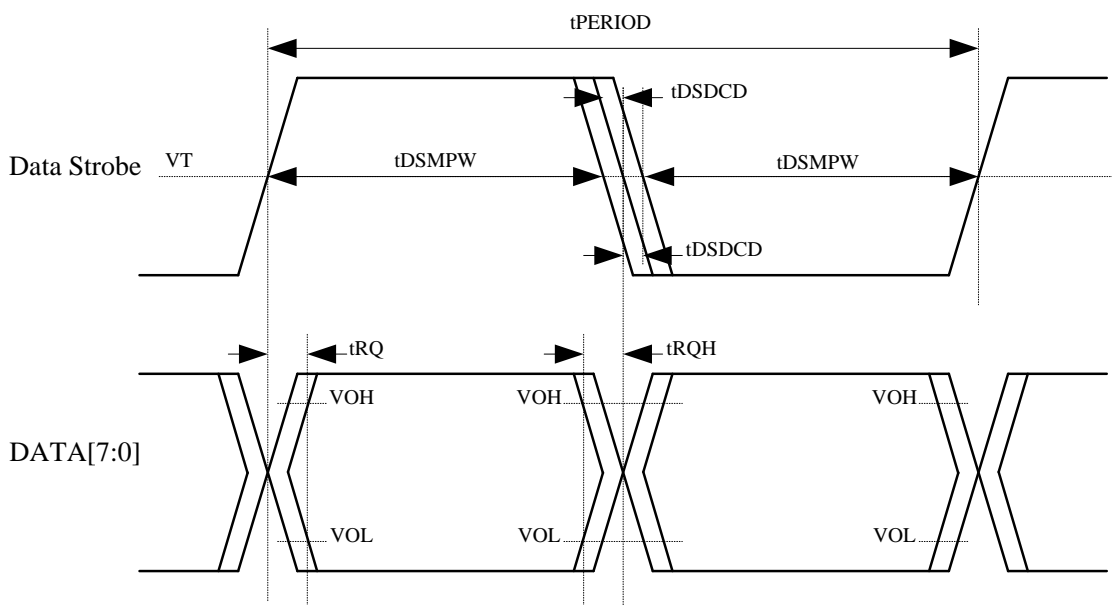 tPERIOD
tDSDCD
Data Strobe VT tDSMPW tDSMPW
tDSDCD
tRQ tRQH
VOH VOH VOH
DATA[7:0]
VOL VOL VOL